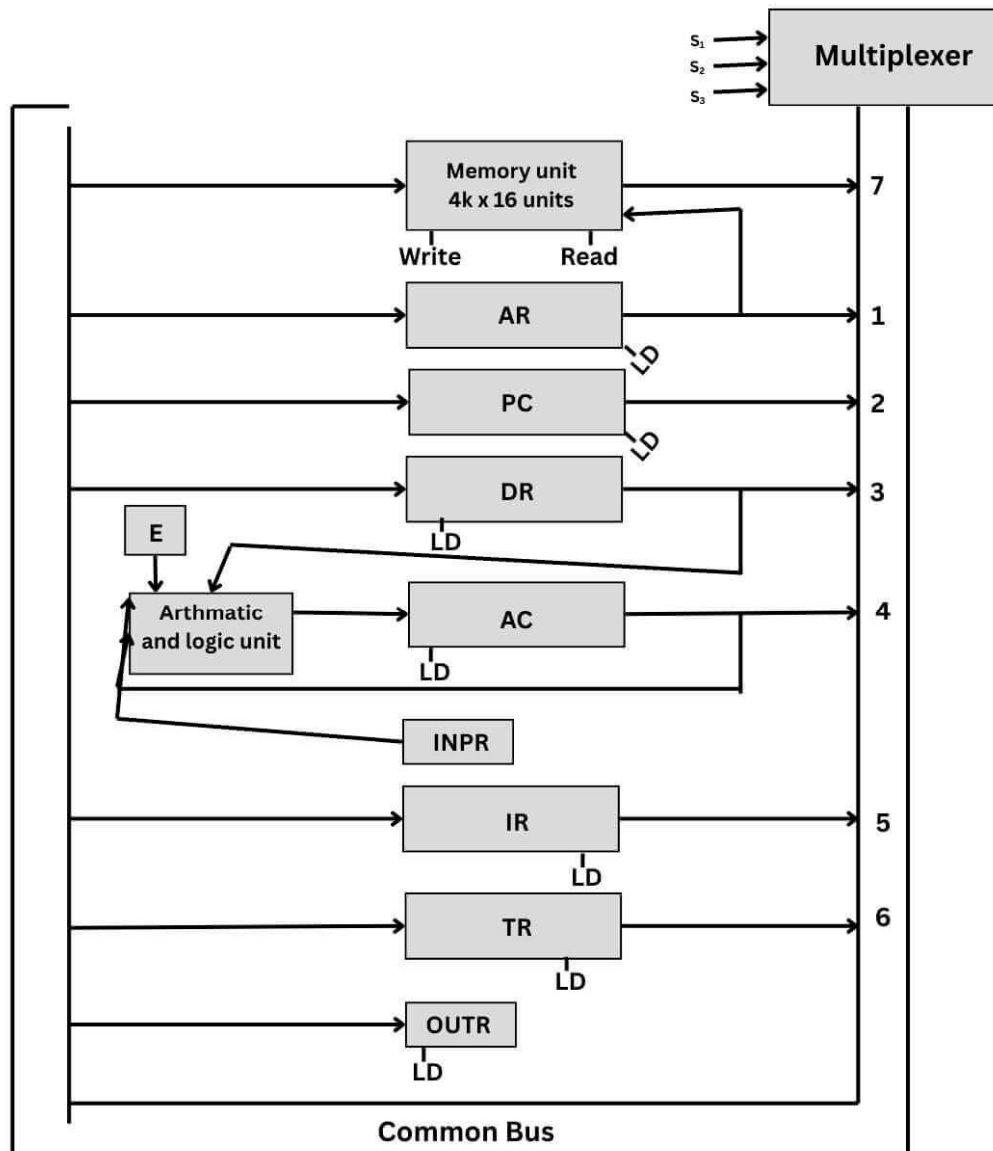 Multiplexer
S₁
S₂
S₃
Memory unit
4k x 16 units
7
Write
Read
AR
1
LD
PC
2
LD
DR
3
LD
E
Arthmatic
and logic unit
AC
4
LD
INPR
IR
5
LD
TR
6
LD
OUTR
LD
Common Bus